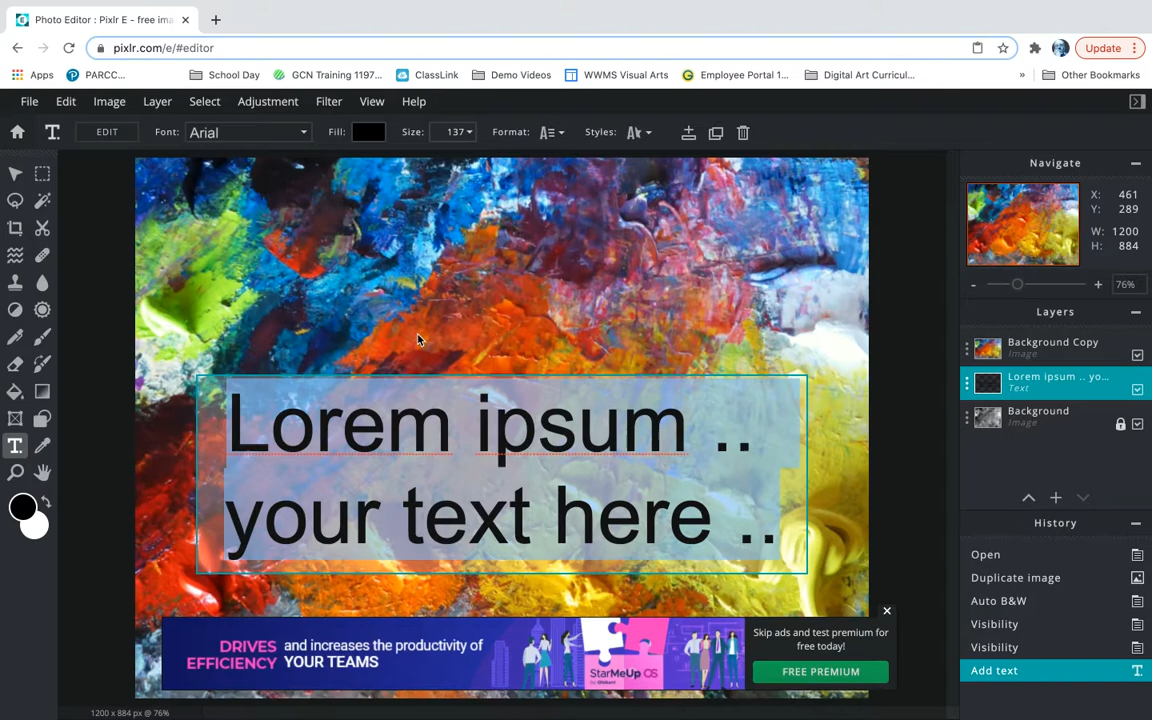 Photo Editor : Pixlr E - free ima
pixlr.com/e/#editor
Update
Apps
PARCC...
School Day
GCN Training 1197...
ClassLink
Demo Videos
WWMS Visual Arts
Employee Portal 1...
Digital Art Curricul...
»
Other Bookmarks
File Edit Image Layer Select Adjustment Filter View Help
EDIT Font: Arial Fill: Size: 137 Format: Styles:
Navigate
X: 461
Y: 289
W: 1200
H: 884
- + 76%
Layers
Background Copy
Image
Lorem ipsum .. yo...
Text
Background
Image
History
Open
Duplicate image
Auto B&W
Visibility
Visibility
Add text
Lorem ipsum ..
your text here ..
DRIVES EFFICIENCY
and increases the productivity of
YOUR TEAMS
StarMeUp OS
Skip ads and test premium for
free today!
FREE PREMIUM
1200 x 884 px @ 76%